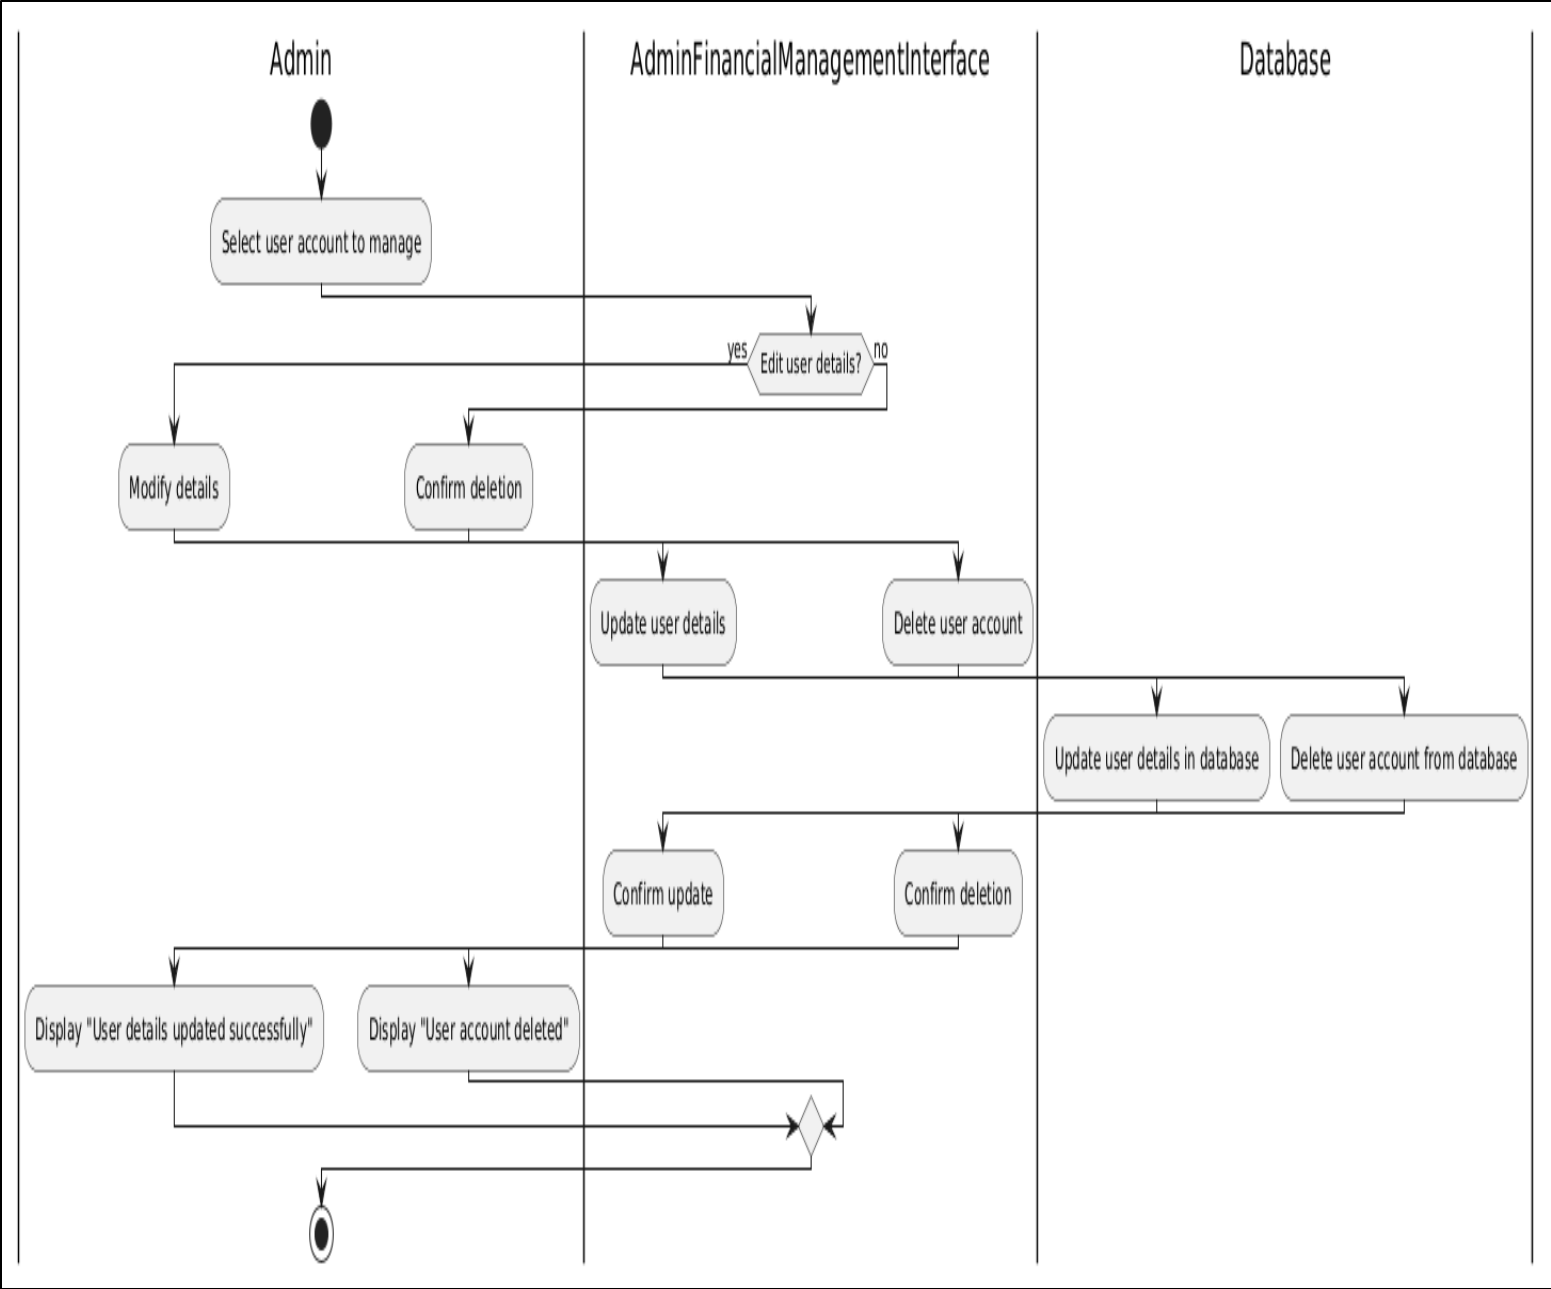 Admin
AdminFinancialManagementInterface
Database
Select user account to manage
yes
Edit user details?
no
Modify details
Confirm deletion
Update user details
Delete user account
Update user details in database
Delete user account from database
Confirm update
Confirm deletion
Display "User details updated successfully"
Display "User account deleted"